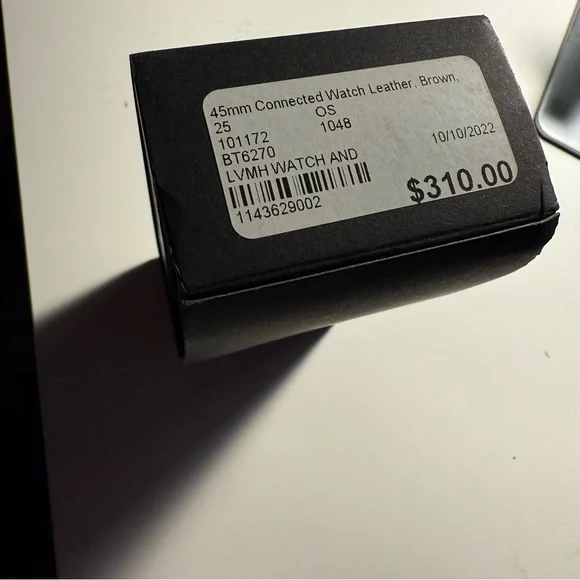 45mm Connected Watch Leather, Brown,
25 OS
101172 1048
BT6270 10/10/2022
LVMH WATCH AND
$310.00
1143629002